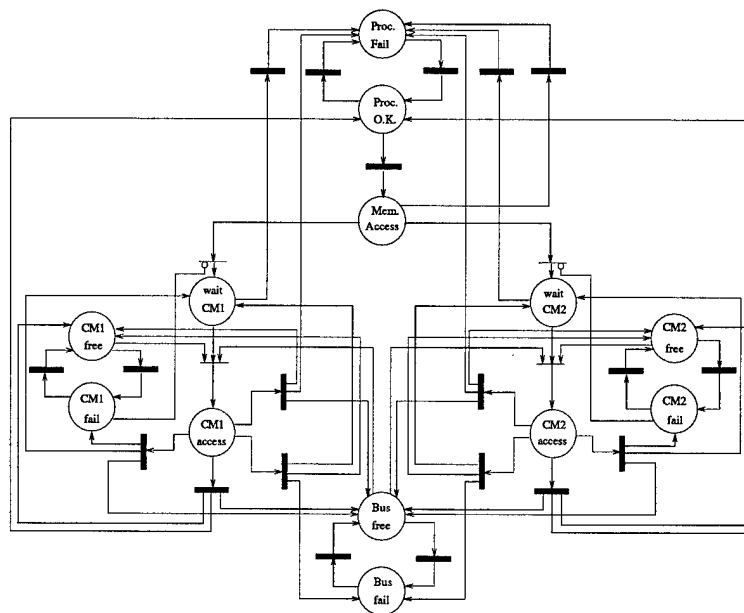 Proc.
Fail
Proc.
O.K.
Mem.
Access
wait
CM1
wait
CM2
CM1
free
CM2
free
CM1
fail
CM2
fail
CM1
access
CM2
access
Bus
free
Bus
fail